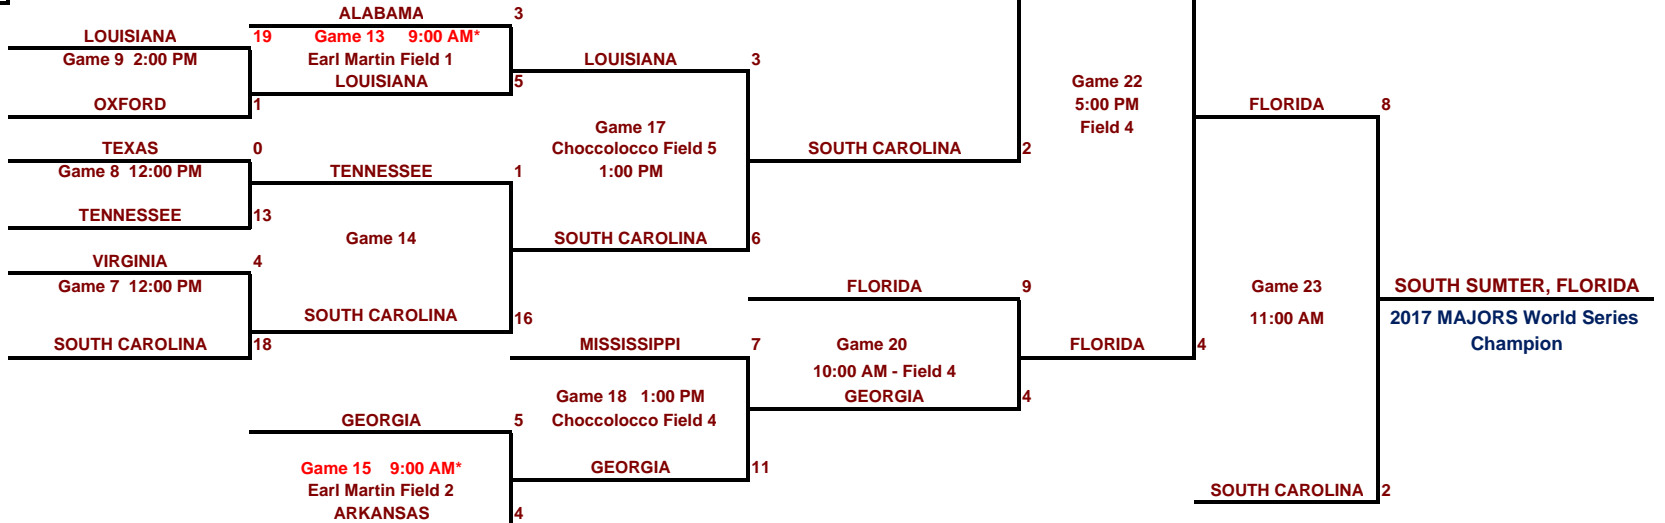 ALABAMA 3
LOUISIANA 19 Game 13 9:00 AM*
Game 9 2:00 PM Earl Martin Field 1 LOUISIANA 3
LOUISIANA 5 Game 22
OXFORD 1 5:00 PM FLORIDA 8
Game 17 Field 4
TEXAS 0 Choccolocco Field 5 SOUTH CAROLINA 2
Game 8 12:00 PM TENNESSEE 1 1:00 PM
TENNESSEE 13
Game 14 SOUTH CAROLINA 6
VIRGINIA 4
Game 7 12:00 PM FLORIDA 9 Game 23 SOUTH SUMTER, FLORIDA
SOUTH CAROLINA 16 11:00 AM 2017 MAJORS World Series
SOUTH CAROLINA 18 MISSISSIPPI 7 Game 20 FLORIDA 4 Champion
10:00 AM - Field 4
Game 18 1:00 PM GEORGIA 4
GEORGIA 5 Choccolocco Field 4
Game 15 9:00 AM* GEORGIA 11
Earl Martin Field 2 SOUTH CAROLINA 2
ARKANSAS 4